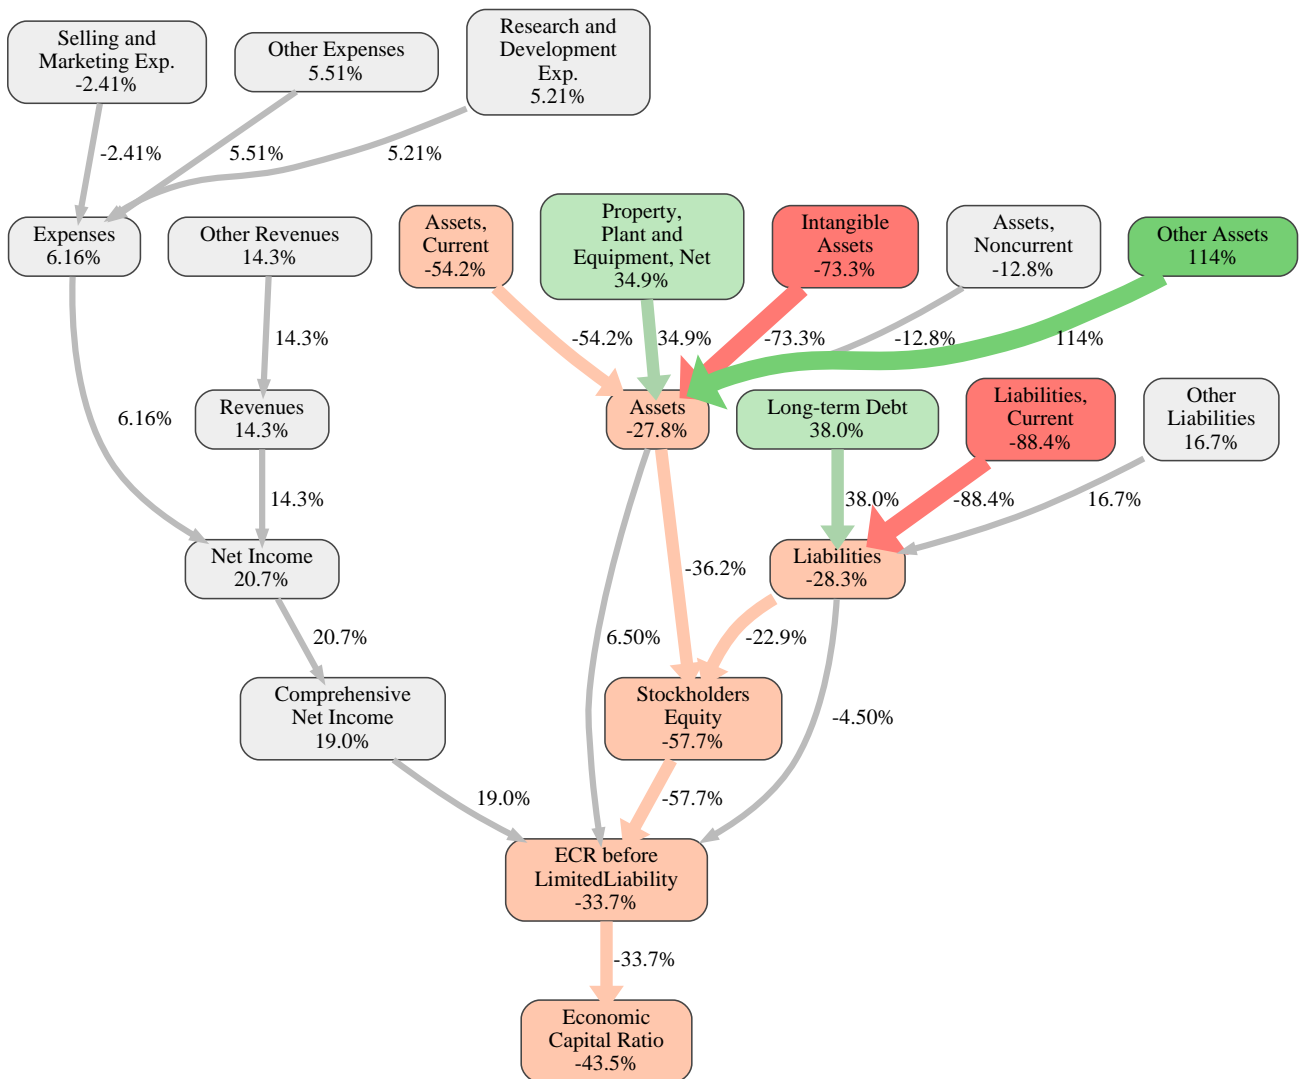 Selling and
Marketing Exp.
-2.41%
Other Expenses
5.51%
Research and
Development
Exp.
5.21%
-2.41%
5.51%
5.21%
Expenses
6.16%
Other Revenues
14.3%
Assets,
Current
-54.2%
Property,
Plant and
Equipment, Net
34.9%
Intangible
Assets
-73.3%
Assets,
Noncurrent
-12.8%
Other Assets
114%
14.3%
-54.2%
34.9%
-73.3%
-12.8%
114%
6.16%
Revenues
14.3%
Assets
-27.8%
Long-term Debt
38.0%
Liabilities,
Current
-88.4%
Other
Liabilities
16.7%
14.3%
38.0%
-88.4%
16.7%
Net Income
20.7%
-36.2%
Liabilities
-28.3%
20.7%
6.50%
-22.9%
Comprehensive
Net Income
19.0%
Stockholders
Equity
-57.7%
-4.50%
19.0%
-57.7%
ECR before
LimitedLiability
-33.7%
-33.7%
Economic
Capital Ratio
-43.5%